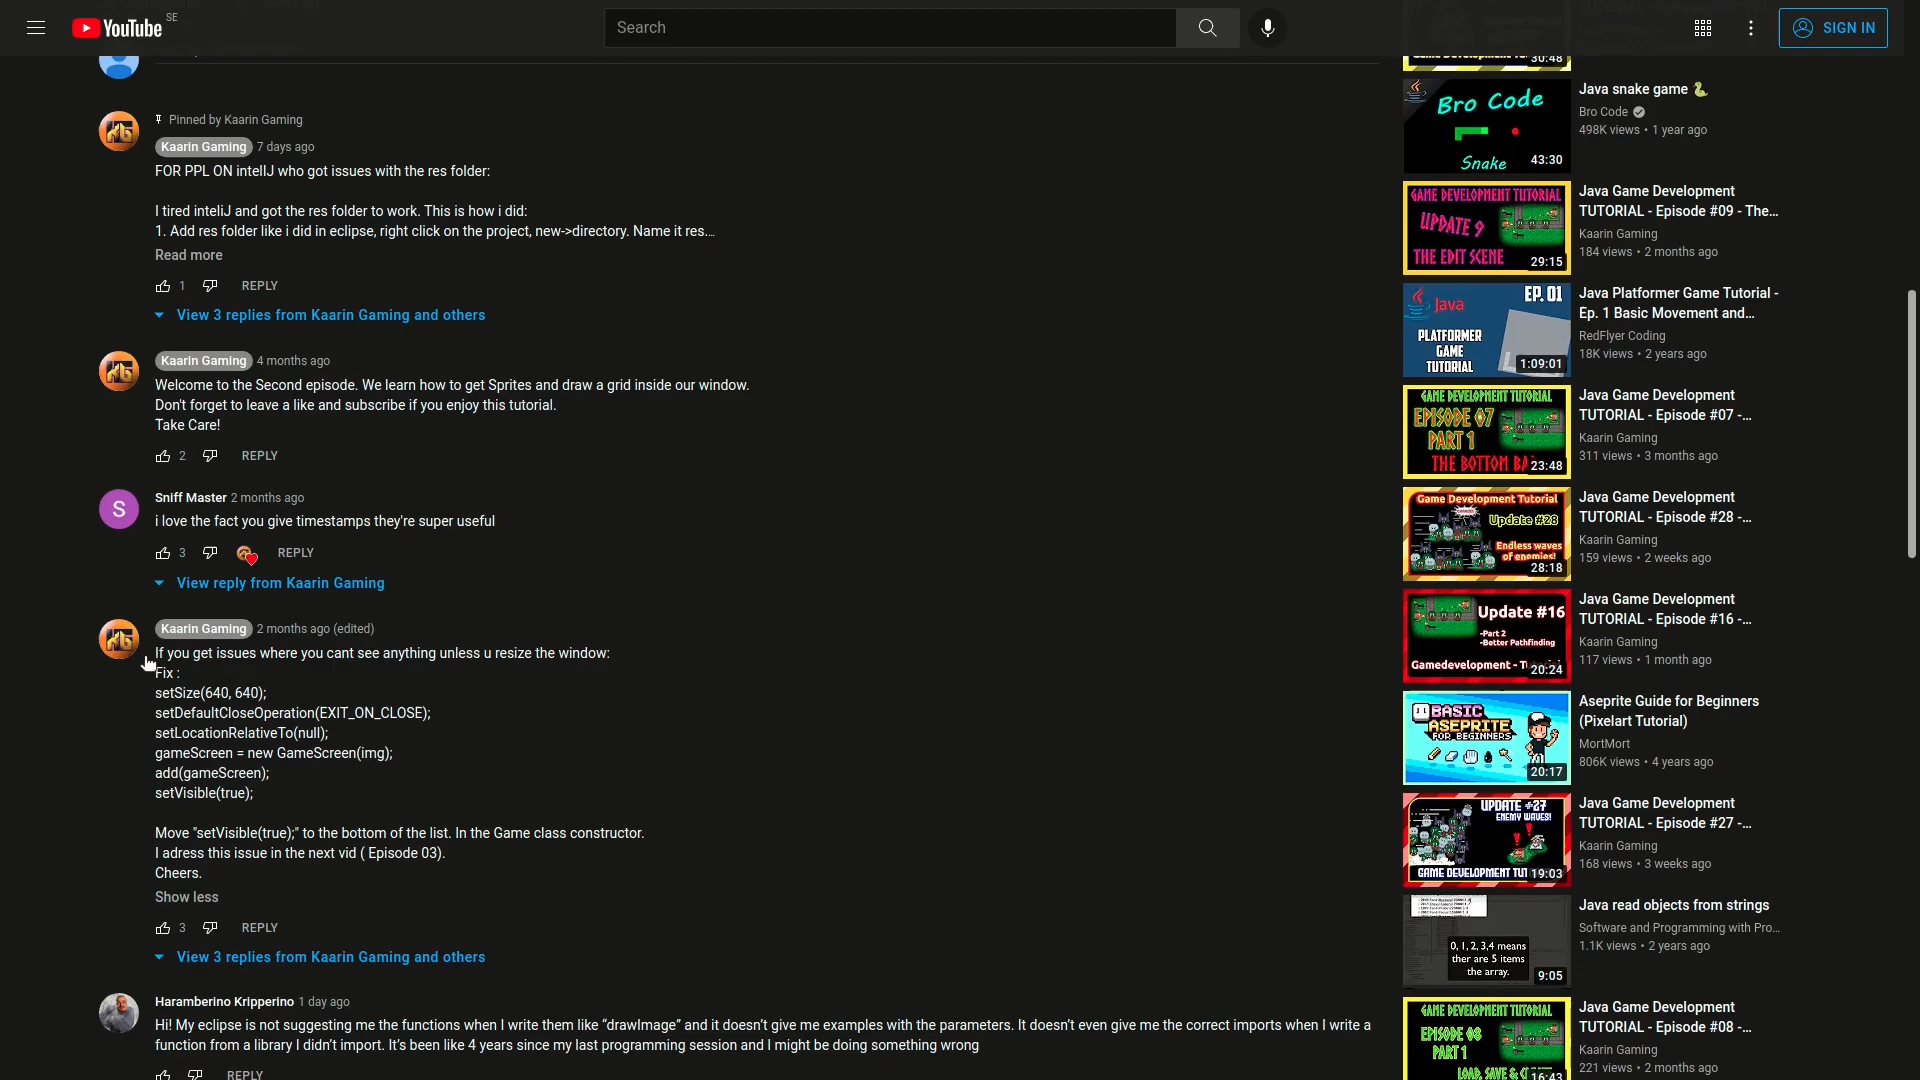 YouTube SE
Search
SIGN IN
Pinned by Kaarin Gaming
Kaarin Gaming 7 days ago
FOR PPL ON intelIJ who got issues with the res folder:
I tired inteliJ and got the res folder to work. This is how i did:
1. Add res folder like i did in eclipse, right click on the project, new->directory. Name it res...
Read more
1 REPLY
View 3 replies from Kaarin Gaming and others
Kaarin Gaming 4 months ago
Welcome to the Second episode. We learn how to get Sprites and draw a grid inside our window.
Don't forget to leave a like and subscribe if you enjoy this tutorial.
Take Care!
2 REPLY
S
Sniff Master 2 months ago
i love the fact you give timestamps they're super useful
3 REPLY
View reply from Kaarin Gaming
Kaarin Gaming 2 months ago (edited)
If you get issues where you cant see anything unless u resize the window:
Fix :
setSize(640, 640);
setDefaultCloseOperation(EXIT_ON_CLOSE);
setLocationRelativeTo(null);
gameScreen = new GameScreen(img);
add(gameScreen);
setVisible(true);
Move "setVisible(true);" to the bottom of the list. In the Game class constructor.
I adress this issue in the next vid ( Episode 03).
Cheers.
Show less
3 REPLY
View 3 replies from Kaarin Gaming and others
Haramberino Kripperino 1 day ago
Hi! My eclipse is not suggesting me the functions when I write them like “drawImage” and it doesn’t give me examples with the parameters. It doesn’t even give me the correct imports when I write a
function from a library I didn’t import. It’s been like 4 years since my last programming session and I might be doing something wrong
REPLY
30:48
Bro Code
Snake
43:30
Java snake game 🐍
Bro Code
498K views • 1 year ago
GAME DEVELOPMENT TUTORIAL
UPDATE 9
THE EDIT SCENE
29:15
Java Game Development
TUTORIAL - Episode #09 - The...
Kaarin Gaming
184 views • 2 months ago
Java
EP. 01
PLATFORMER
GAME
TUTORIAL
1:09:01
Java Platformer Game Tutorial -
Ep. 1 Basic Movement and...
RedFlyer Coding
18K views • 2 years ago
GAME DEVELOPMENT TUTORIAL
EPISODE 07
PART 1
THE BOTTOM BA
23:48
Java Game Development
TUTORIAL - Episode #07 -...
Kaarin Gaming
311 views • 3 months ago
Game Development Tutorial
Update #28
Endless waves
of enemies!
28:18
Java Game Development
TUTORIAL - Episode #28 -...
Kaarin Gaming
159 views • 2 weeks ago
Update #16
-Part 2
-Better Pathfinding
Gamedevelopment - T
20:24
Java Game Development
TUTORIAL - Episode #16 -...
Kaarin Gaming
117 views • 1 month ago
BASIC
ASEPRITE
FOR BEGINNERS
20:17
Aseprite Guide for Beginners
(Pixelart Tutorial)
MortMort
806K views • 4 years ago
UPDATE #27
ENEMY WAVES!
GAME DEVELOPMENT TUT
19:03
Java Game Development
TUTORIAL - Episode #27 -...
Kaarin Gaming
168 views • 3 weeks ago
0, 1, 2, 3,4 means
ther are 5 items
the array.
9:05
Java read objects from strings
Software and Programming with Pro...
1.1K views • 2 years ago
GAME DEVELOPMENT TUTORIAL
EPISODE 08
PART 1
LOAD, SAVE & C
16:43
Java Game Development
TUTORIAL - Episode #08 -...
Kaarin Gaming
221 views • 2 months ago